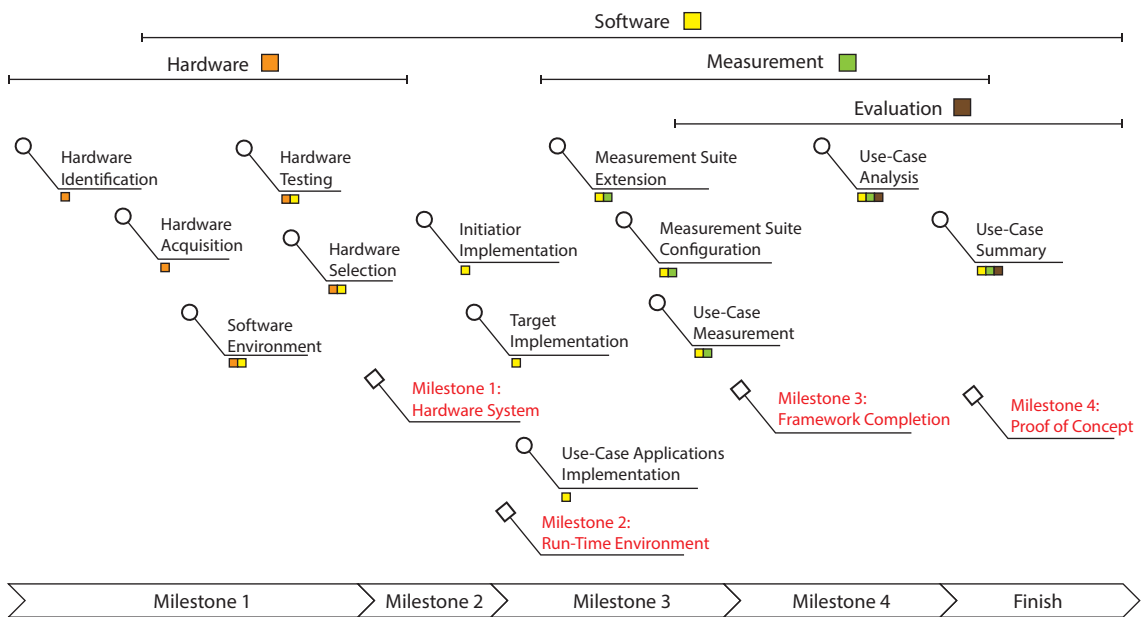 Software
Hardware
Measurement
Evaluation
Hardware
Identification
Hardware
Testing
Measurement Suite
Extension
Use-Case
Analysis
Hardware
Acquisition
Hardware
Selection
Initiatior
Implementation
Measurement Suite
Configuration
Use-Case
Summary
Software
Environment
Target
Implementation
Use-Case
Measurement
Milestone 1:
Hardware System
Milestone 3:
Framework Completion
Milestone 4:
Proof of Concept
Use-Case Applications
Implementation
Milestone 2:
Run-Time Environment
Milestone 1
Milestone 2
Milestone 3
Milestone 4
Finish